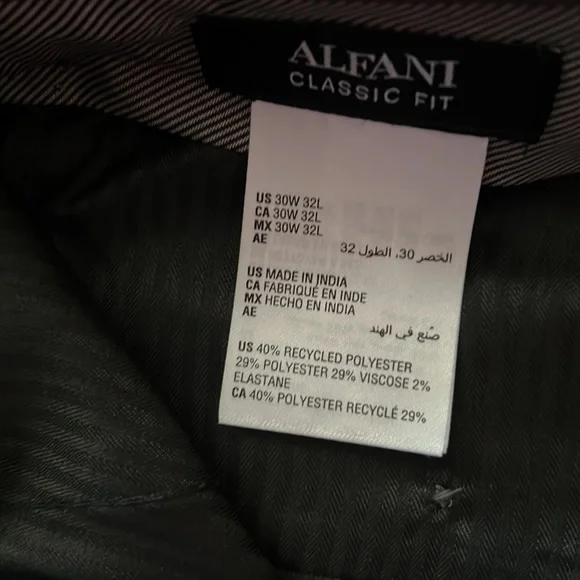 ALFANI
CLASSIC FIT
US 30W 32L
CA 30W 32L
MX 30W 32L
AE
الخصر 30، الطول 32
US MADE IN INDIA
CA FABRIQUÉ EN INDE
MX HECHO EN INDIA
AE
صُنع في الهند
US 40% RECYCLED POLYESTER
29% POLYESTER 29% VISCOSE 2%
ELASTANE
CA 40% POLYESTER RECYCLÉ 29%